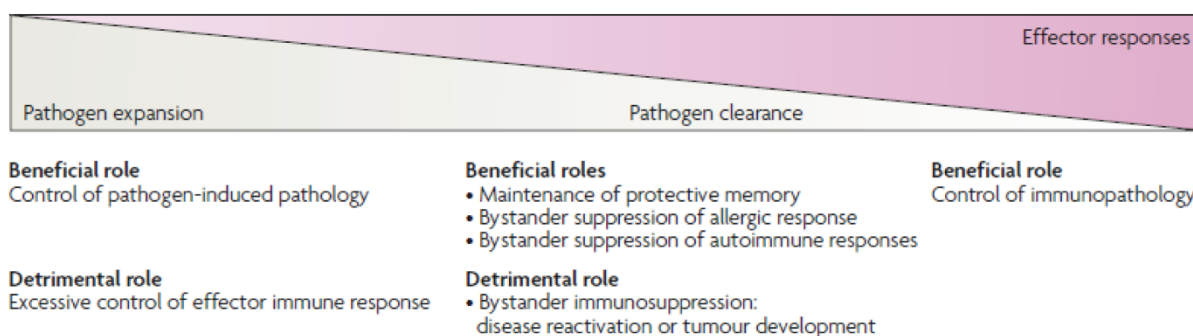 Effector responses
Pathogen expansion
Pathogen clearance
Beneficial role
Control of pathogen-induced pathology
Detrimental role
Excessive control of effector immune response
Beneficial roles
• Maintenance of protective memory
• Bystander suppression of allergic response
• Bystander suppression of autoimmune responses
Detrimental role
• Bystander immunosuppression:
disease reactivation or tumour development
Beneficial role
Control of immunopathology